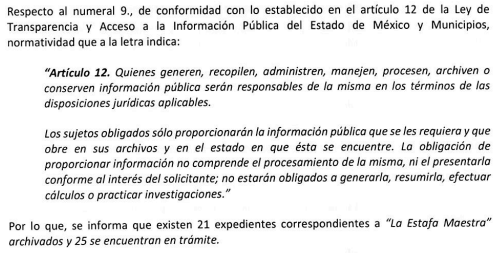 Respecto al numeral 9., de conformidad con lo establecido en el artículo 12 de la Ley de
Transparencia y Acceso a la Información Pública del Estado de México y Municipios,
normatividad que a la letra indica:
“Artículo 12. Quienes generen, recopilen, administren, manejen, procesen, archiven o
conserven información pública serán responsables de la misma en los términos de las
disposiciones jurídicas aplicables.
Los sujetos obligados sólo proporcionarán la información pública que se les requiera y que
obre en sus archivos y en el estado en que ésta se encuentre. La obligación de
proporcionar información no comprende el procesamiento de la misma, ni el presentarla
conforme al interés del solicitante; no estarán obligados a generarla, resumirla, efectuar
cálculos o practicar investigaciones.”
Por lo que, se informa que existen 21 expedientes correspondientes a “La Estafa Maestra”
archivados y 25 se encuentran en trámite.